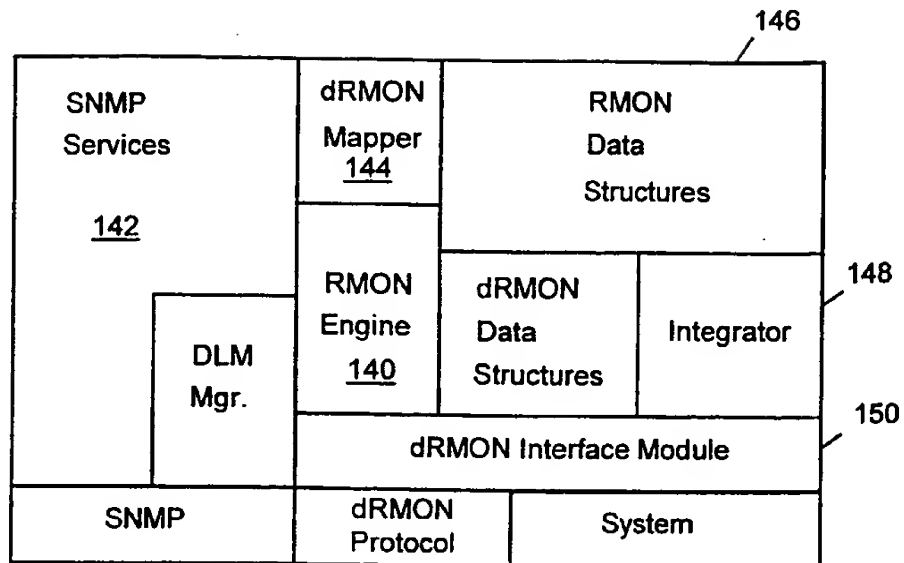 146
SNMP
Services
142
dRMON
Mapper
144
RMON
Data
Structures
148
RMON
Engine
140
dRMON
Data
Structures
Integrator
DLM
Mgr.
150
dRMON Interface Module
SNMP
dRMON
Protocol
System